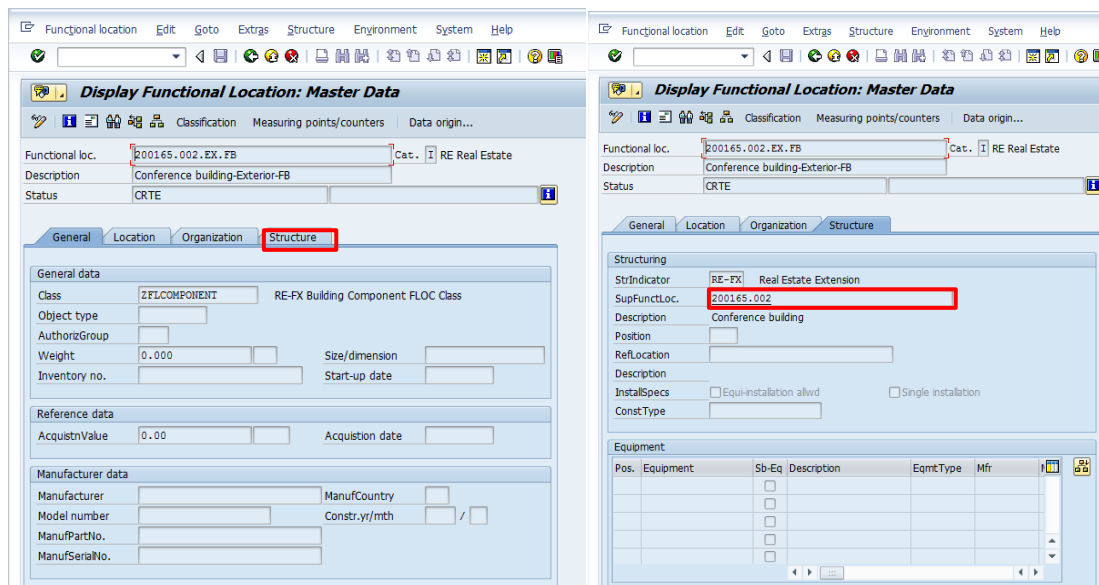 Functional location Edit Goto Extras Structure Environment System Help
Display Functional Location: Master Data
Classification Measuring points/counters Data origin...
Functional loc. 200165.002.EX.FB Cat. I RE Real Estate
Description Conference building-Exterior-FB
Status CRTE
General Location Organization Structure
General data
Class ZFLCOMPONENT RE-FX Building Component FLOC Class
Object type
AuthorizGroup
Weight 0.000 Size/dimension
Inventory no. Start-up date
Reference data
AcquistnValue 0.00 Acquistion date
Manufacturer data
Manufacturer ManufCountry
Model number Constr.yr/mth /
ManufPartNo.
ManufSerialNo.
Functional location Edit Goto Extras Structure Environment System Help
Display Functional Location: Master Data
Classification Measuring points/counters Data origin...
Functional loc. 200165.002.EX.FB Cat. I RE Real Estate
Description Conference building-Exterior-FB
Status CRTE
General Location Organization Structure
Structuring
StrIndicator RE-FX Real Estate Extension
SupFunctLoc. 200165.002
Description Conference building
Position
RefLocation
Description
InstallSpecs Equi-installation allwd Single installation
ConstType
Equipment
Pos. Equipment Sb-Eq Description EqmtType Mfr